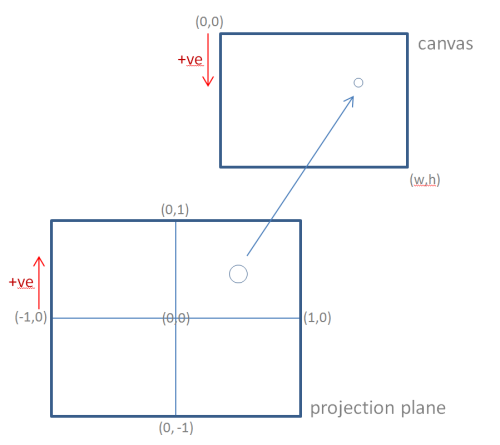 (0,0)
canvas
+ve
(w,h)
(0,1)
+ve
(-1,0)
(0,0)
(1,0)
projection plane
(0, -1)